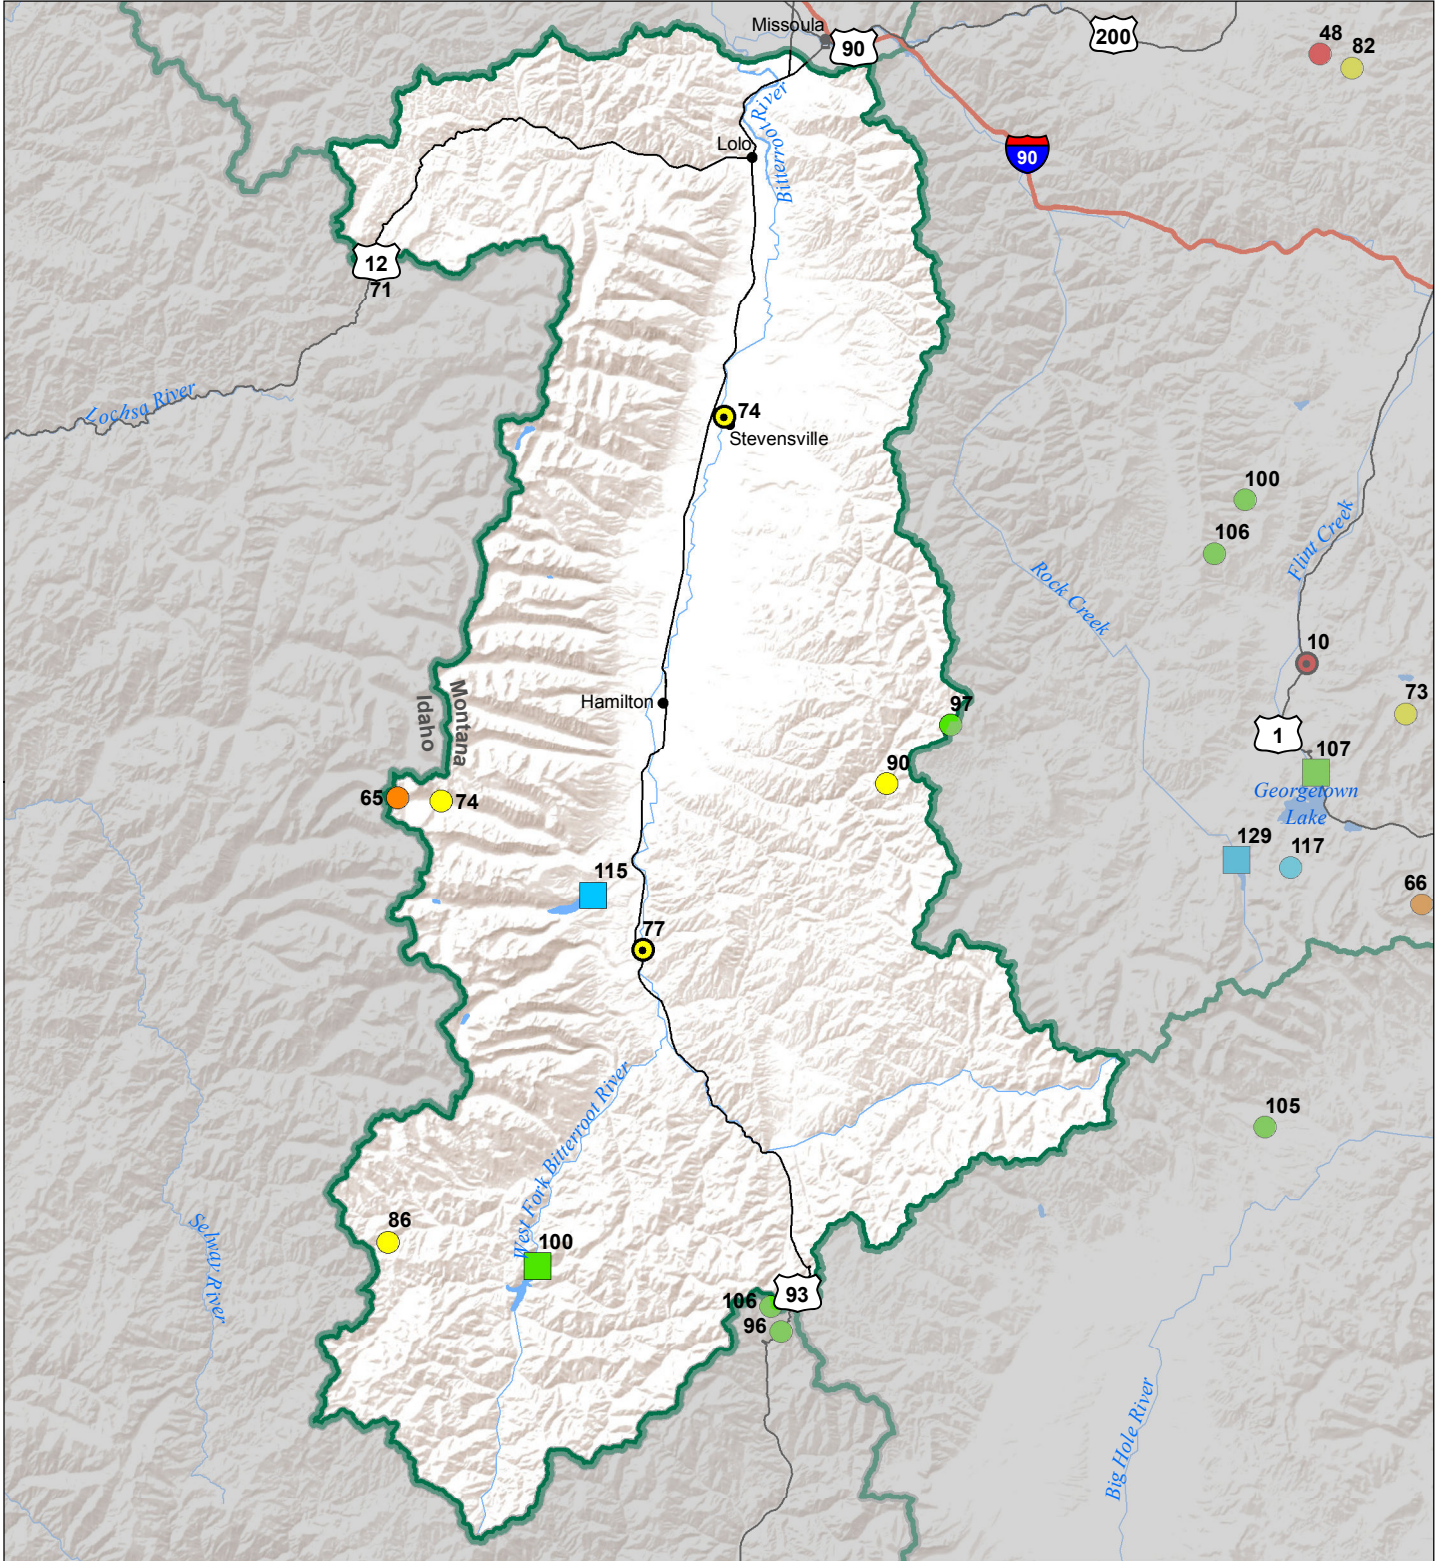 Missoula
90
200
48
82
Bitterroot River
Lolo
Bitterroot River
90
12
71
Lochsa River
74
Stevensville
100
106
Flint Creek
Rock Creek
10
Montana
Idaho
Hamilton
97
73
1
107
90
Georgetown
Lake
65
74
129
117
115
66
77
West Fork Bitterroot River
105
86
Selway River
100
106
93
96
Big Hole River